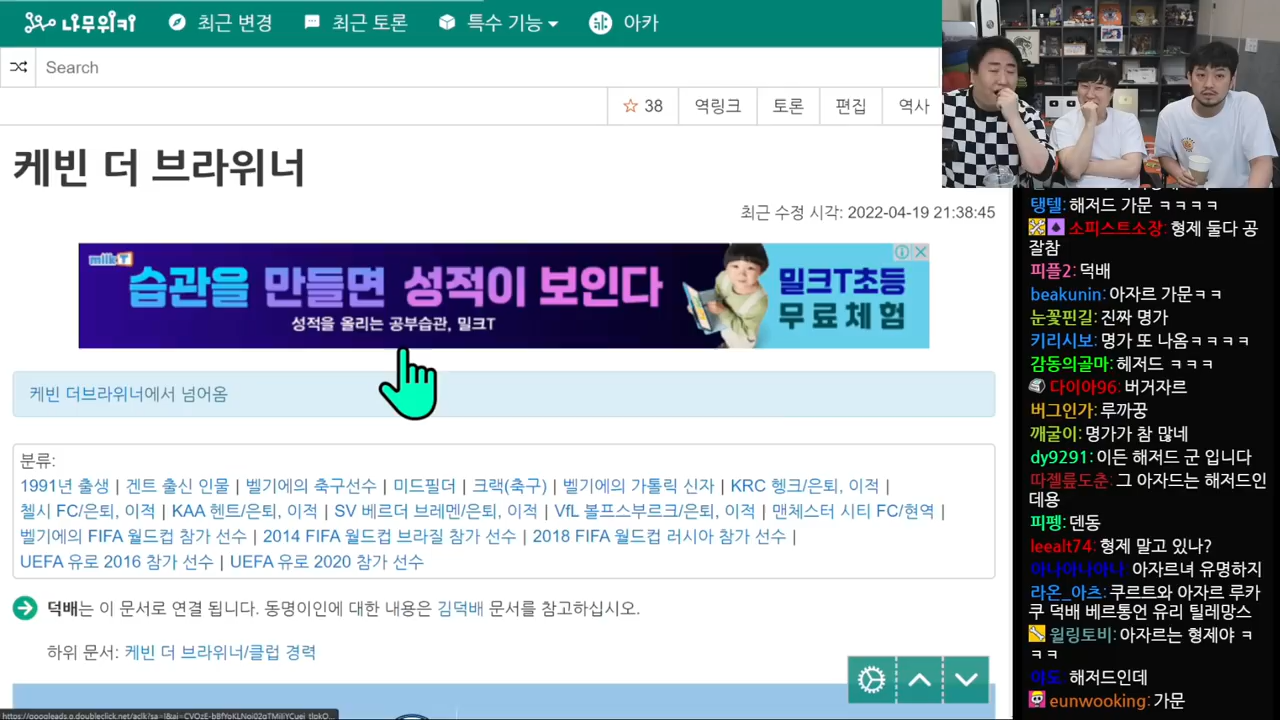 나무위키
최근 변경
최근 토론
특수 기능
아카
Search
38
역링크
토론
편집
역사
케빈 더 브라위너
최근 수정 시각: 2022-04-19 21:38:45
milkT
습관을 만들면 성적이 보인다
성적을 올리는 공부습관, 밀크T
밀크T초등
무료체험
케빈 더브라위너에서 넘어옴
분류:
1991년 출생 | 겐트 출신 인물 | 벨기에의 축구선수 | 미드필더 | 크랙(축구) | 벨기에의 가톨릭 신자 | KRC 헹크/은퇴, 이적 |
첼시 FC/은퇴, 이적 | KAA 헨트/은퇴, 이적 | SV 베르더 브레멘/은퇴, 이적 | VfL 볼프스부르크/은퇴, 이적 | 맨체스터 시티 FC/현역 |
벨기에의 FIFA 월드컵 참가 선수 | 2014 FIFA 월드컵 브라질 참가 선수 | 2018 FIFA 월드컵 러시아 참가 선수 |
UEFA 유로 2016 참가 선수 | UEFA 유로 2020 참가 선수
덕배는 이 문서로 연결 됩니다. 동명이인에 대한 내용은 김덕배 문서를 참고하십시오.
하위 문서: 케빈 더 브라위너/클럽 경력
탱텔: 해저드 가문 ㅋㅋㅋㅋ
소피스트소장: 형제 둘다 공
잘참
피플2: 덕배
beakunin: 아자르 가문ㅋㅋ
눈꽃핀길: 진짜 명가
키리시보: 명가 또 나옴ㅋㅋㅋㅋ
감동의골마: 헤저드 ㅋㅋㅋ
다이아96: 버거자르
버그인가: 루까꿍
깨굴이: 명가가 참 많네
dy9291: 이든 해저드 군 입니다
따젤릁도춘: 그 아자드는 해저드인
데용
피펭: 덴동
leealt74: 형제 말고 있나?
아나아니아나: 아자르녀 유명하지
라온_아츠: 쿠르트와 아자르 루카
쿠 덕배 베르통언 유리 틸레망스
윌링토비: 아자르는 형제야 ㅋ
ㅋㅋ
이도: 해저드인데
eunwooking: 가문